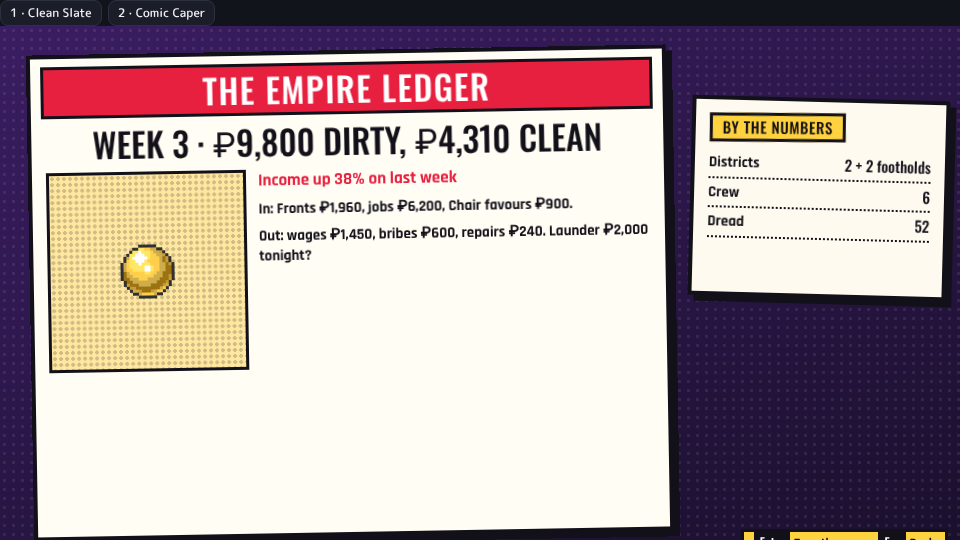 1 · Clean Slate
2 · Comic Caper
THE EMPIRE LEDGER
WEEK 3 · ₽9,800 DIRTY, ₽4,310 CLEAN
Income up 38% on last week
In: Fronts ₽1,960, jobs ₽6,200, Chair favours ₽900.
Out: wages ₽1,450, bribes ₽600, repairs ₽240. Launder ₽2,000
tonight?
BY THE NUMBERS
Districts 2 + 2 footholds
Crew 6
Dread 52